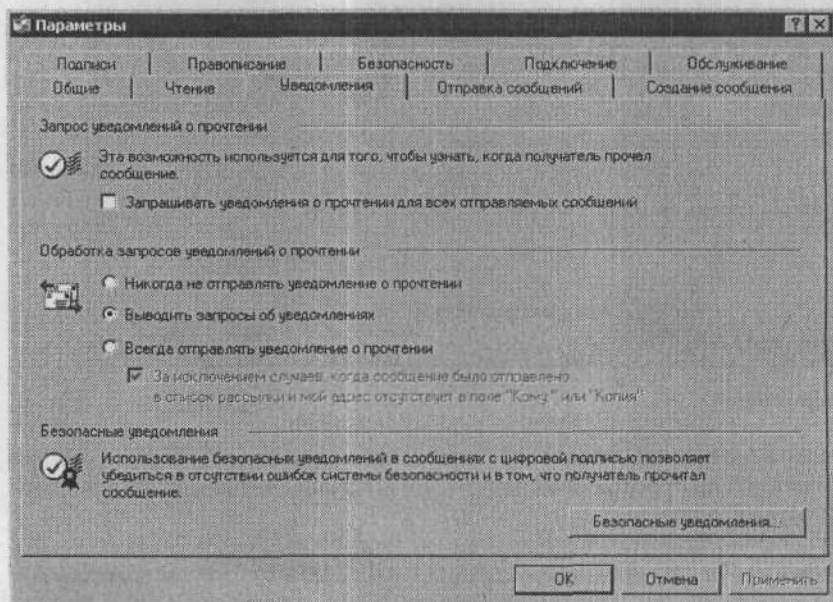 Параметры
Подписи Правописание Безопасность Подключение Обслуживание
Общие Чтение Уведомления Отправка сообщений Создание сообщения
Запрос уведомлений о прочтении
Эта возможность используется для того, чтобы узнать, когда получатель прочел
сообщение.
Запрашивать уведомления о прочтении для всех отправляемых сообщений
Обработка запросов уведомлений о прочтении
Никогда не отправлять уведомление о прочтении
Выводить запросы об уведомлениях
Всегда отправлять уведомление о прочтении
За исключением случаев, когда сообщение было отправлено
в список рассылки и мой адрес отсутствует в поле "Кому" или "Копия"
Безопасные уведомления
Использование безопасных уведомлений в сообщениях с цифровой подписью позволяет
убедиться в отсутствии ошибок системы безопасности и в том, что получатель прочитал
сообщение.
Безопасные уведомления...
ОК Отмена Применить